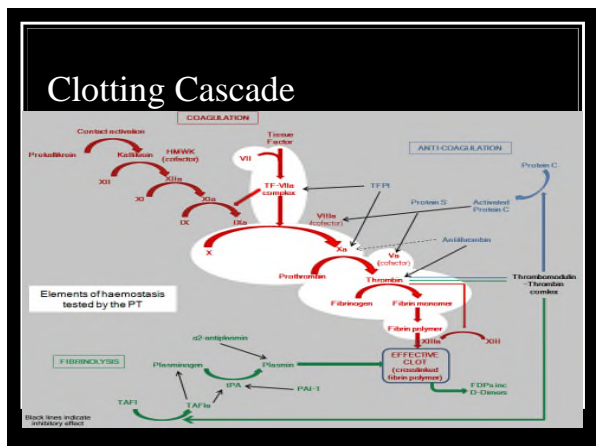 Clotting Cascade
COAGULATION
Contact activation
Tissue
Factor
Prekallikrein
Kallikrein
HMWK
(cofactor)
VII
ANTI-COAGULATION
Protein C
XII
XIIa
TF-VIIa
complex
TFPI
XI
XIa
Protein S
Activated
Protein C
IX
IXa
VIIIa
(cofactor)
Antithrombin
X
Xa
Va
(cofactor)
Prothrombin
Thrombin
Thrombomodulin
-Thrombin
comlex
Elements of haemostasis
tested by the PT
Fibrinogen
Fibrin monomer
Fibrin polymer
XIIIa
XIII
α2-antiplasmin
FIBRINOLYSIS
Plasminogen
Plasmin
EFFECTIVE
CLOT
(crosslinked
fibrin polymer)
tPA
PAI-1
FDPs inc
D-Dimers
TAFI
TAFIa
Black lines indicate
inhibitory effect